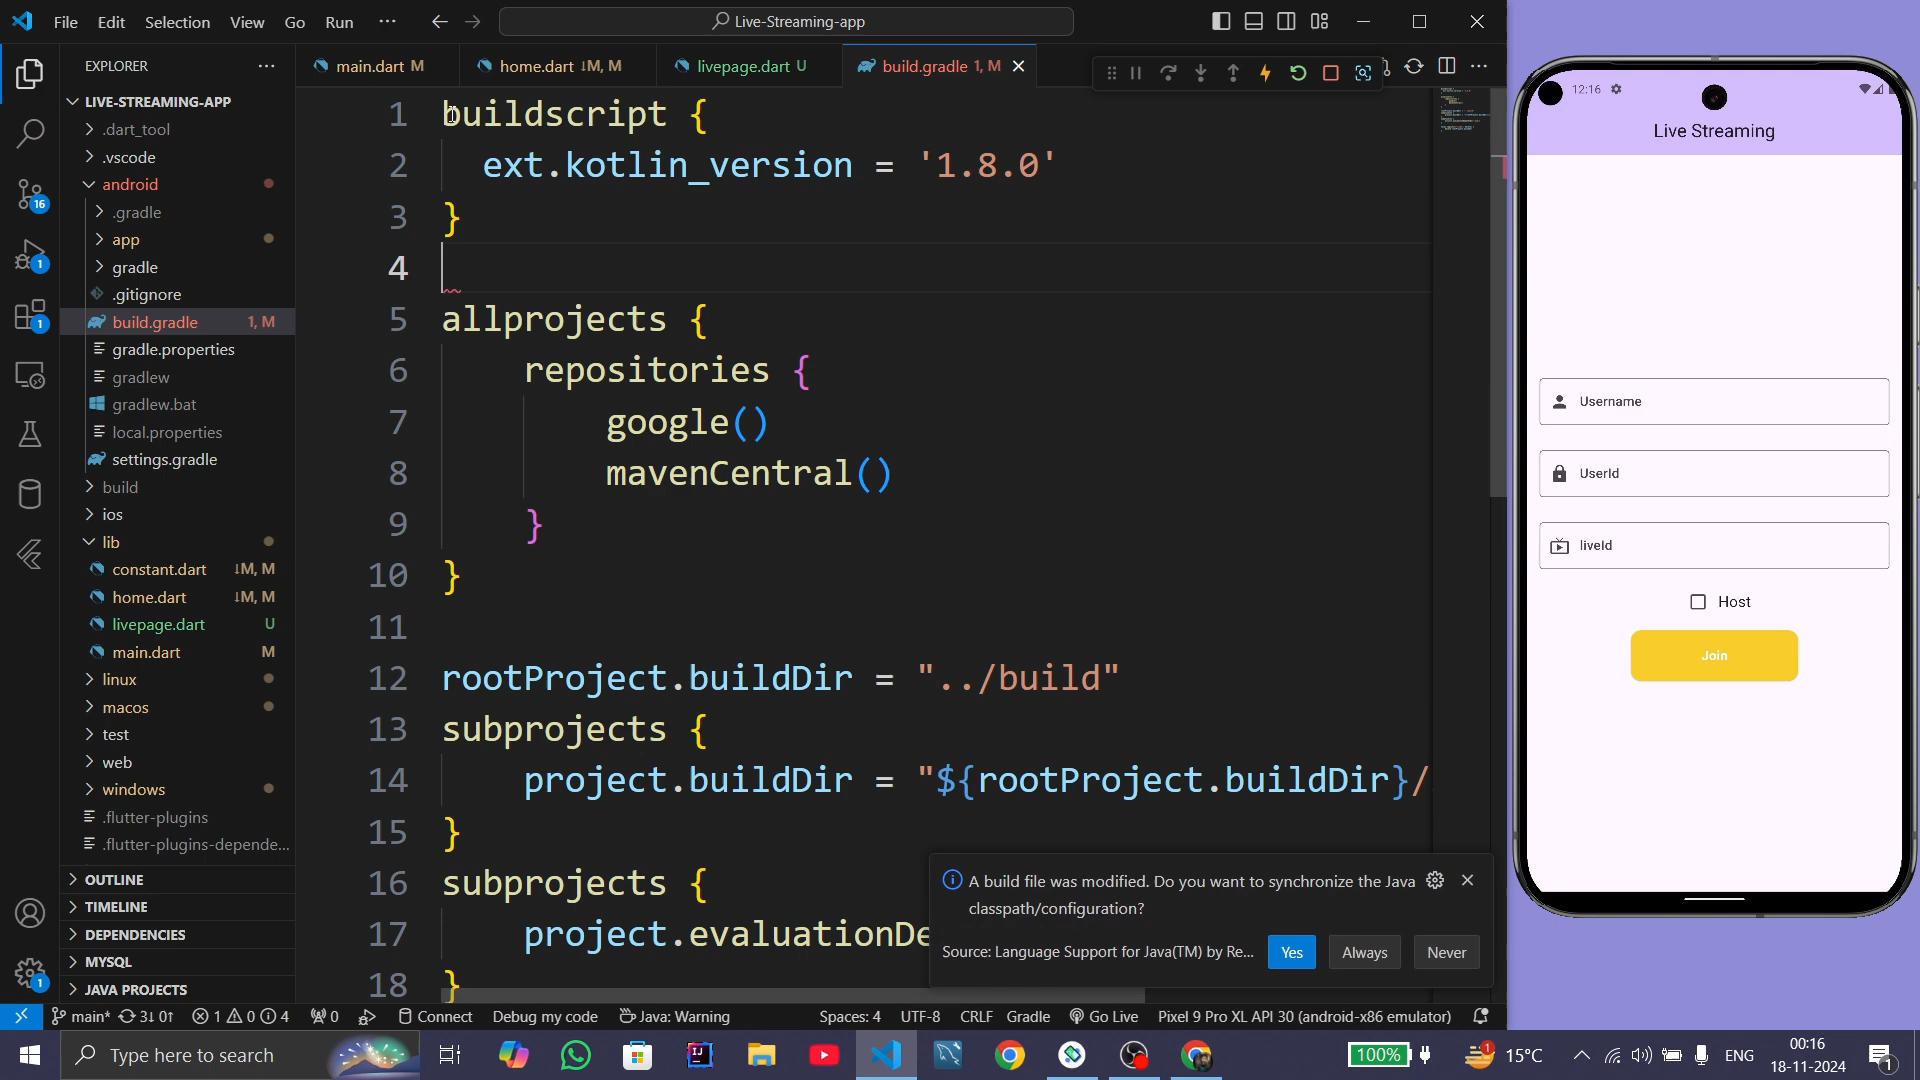 File Edit Selection View Go Run ··· Live-Streaming-app
EXPLORER ···
LIVE-STREAMING-APP
.dart_tool
.vscode
android
.gradle
app
gradle
.gitignore
build.gradle 1, M
gradle.properties
gradlew
gradlew.bat
local.properties
settings.gradle
build
ios
lib
constant.dart ↓M, M
home.dart ↓M, M
livepage.dart U
main.dart M
linux
macos
test
web
windows
.flutter-plugins
.flutter-plugins-depende...
OUTLINE
TIMELINE
DEPENDENCIES
MYSQL
JAVA PROJECTS
16
1
1
1
main.dart M home.dart ↓M, M livepage.dart U build.gradle 1, M
1 buildscript {
2 ext.kotlin_version = '1.8.0'
3 }
4
5 allprojects {
6 repositories {
7 google()
8 mavenCentral()
9 }
10 }
11
12 rootProject.buildDir = "../build"
13 subprojects {
14 project.buildDir = "${rootProject.buildDir}/
15 }
16 subprojects {
17 project.evaluationDe
18 }
A build file was modified. Do you want to synchronize the Java
classpath/configuration?
Source: Language Support for Java(TM) by Re... Yes Always Never
main* 3↓ 0↑ 1 0 4 0 Connect Debug my code Java: Warning Spaces: 4 UTF-8 CRLF Gradle Go Live Pixel 9 Pro XL API 30 (android-x86 emulator)
12:16
Live Streaming
Username
UserId
liveId
Host
Join
Type here to search
100% 1 15°C ENG 00:16
18-11-2024 1